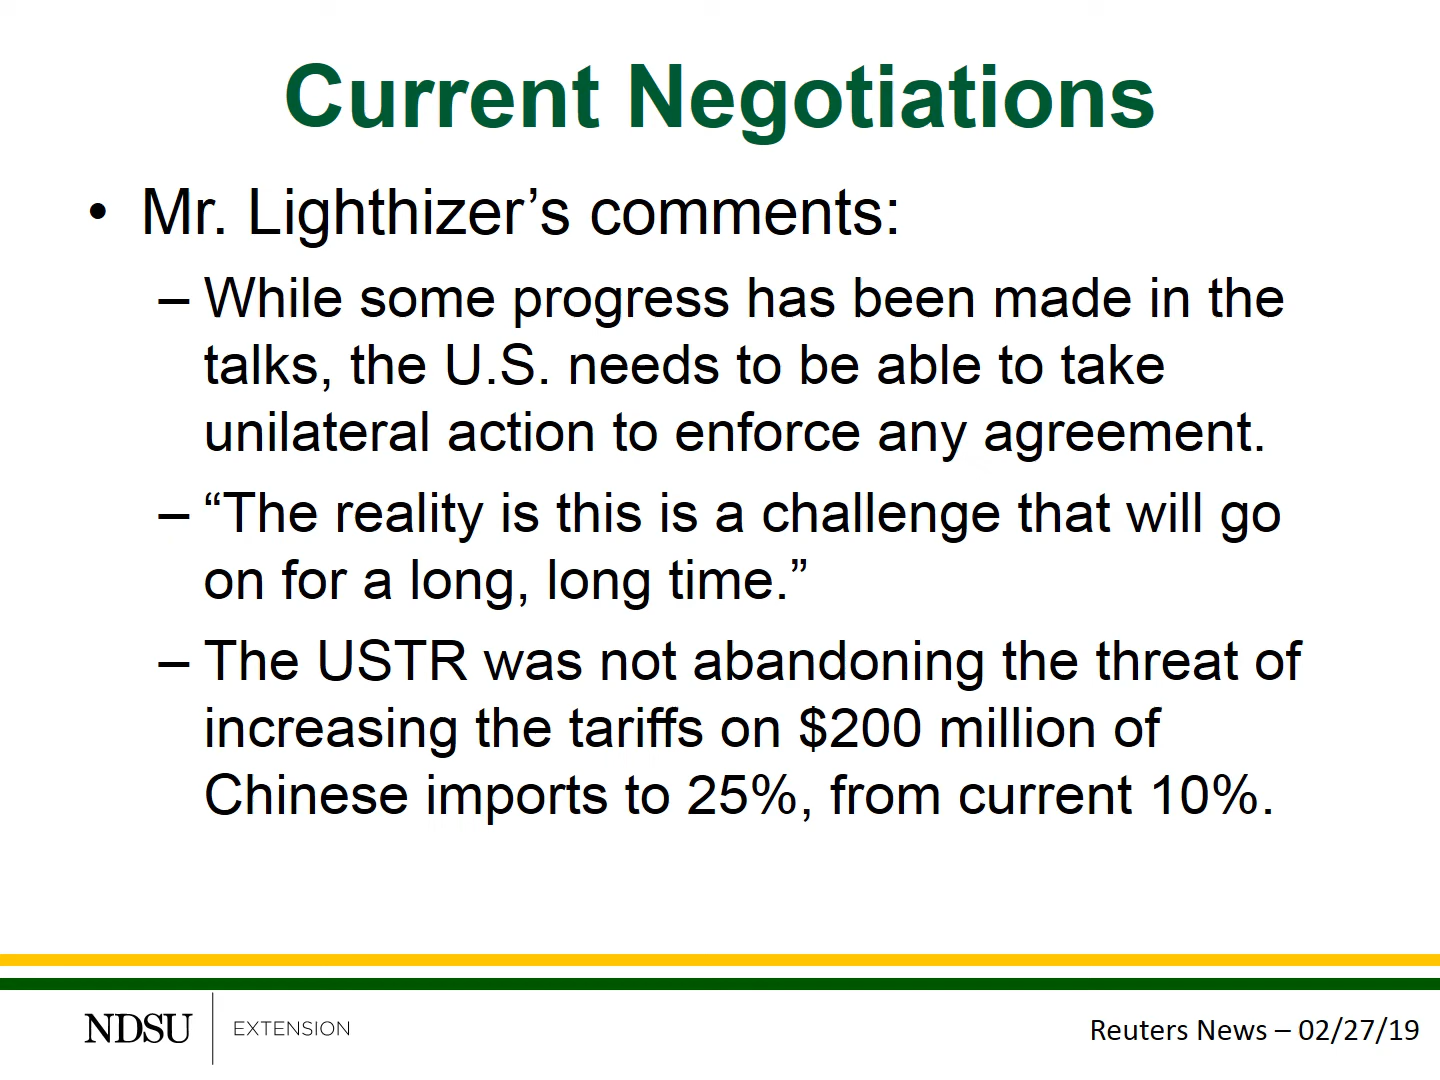 Current Negotiations
• Mr. Lighthizer’s comments:
– While some progress has been made in the
talks, the U.S. needs to be able to take
unilateral action to enforce any agreement.
– “The reality is this is a challenge that will go
on for a long, long time.”
– The USTR was not abandoning the threat of
increasing the tariffs on $200 million of
Chinese imports to 25%, from current 10%.
NDSU EXTENSION
Reuters News – 02/27/19